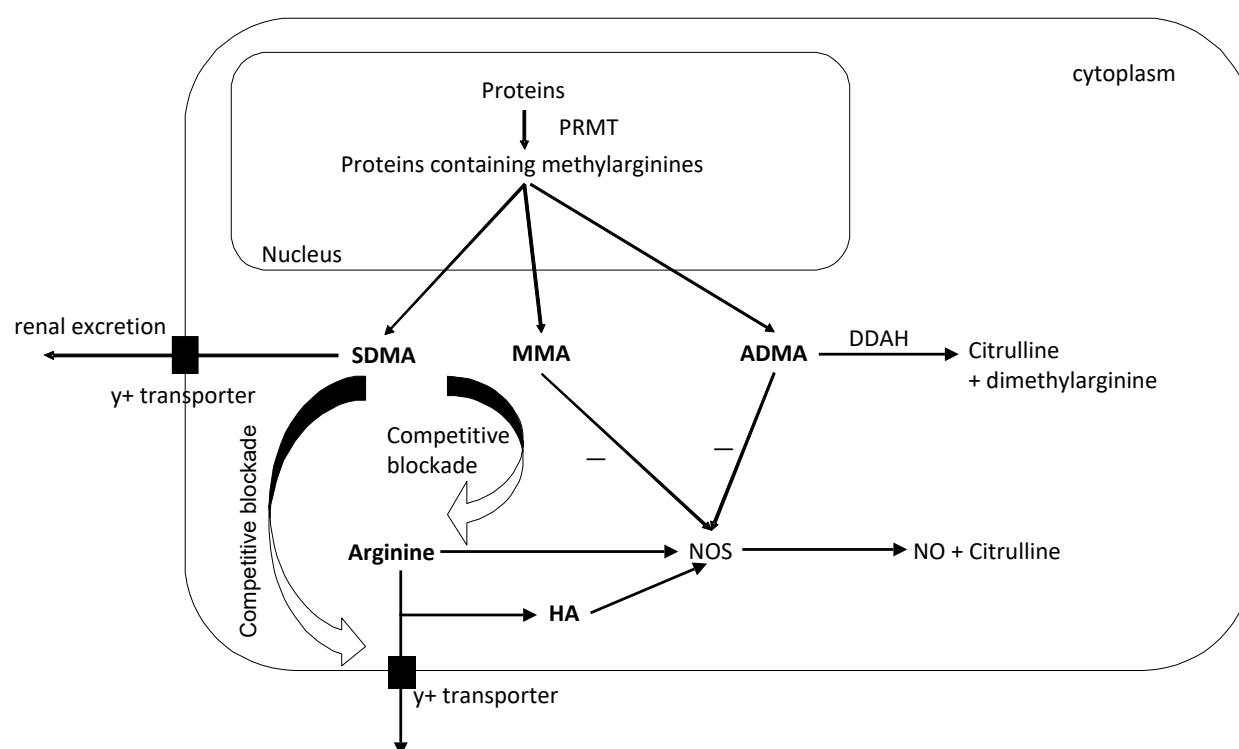 cytoplasm
Proteins
PRMT
Proteins containing methylarginines
Nucleus
renal excretion
SDMA
MMA
ADMA
DDAH
Citrulline
+ dimethylarginine
y+ transporter
Competitive
blockade
Competitive blockade
–
–
Arginine
NOS
NO + Citrulline
HA
y+ transporter